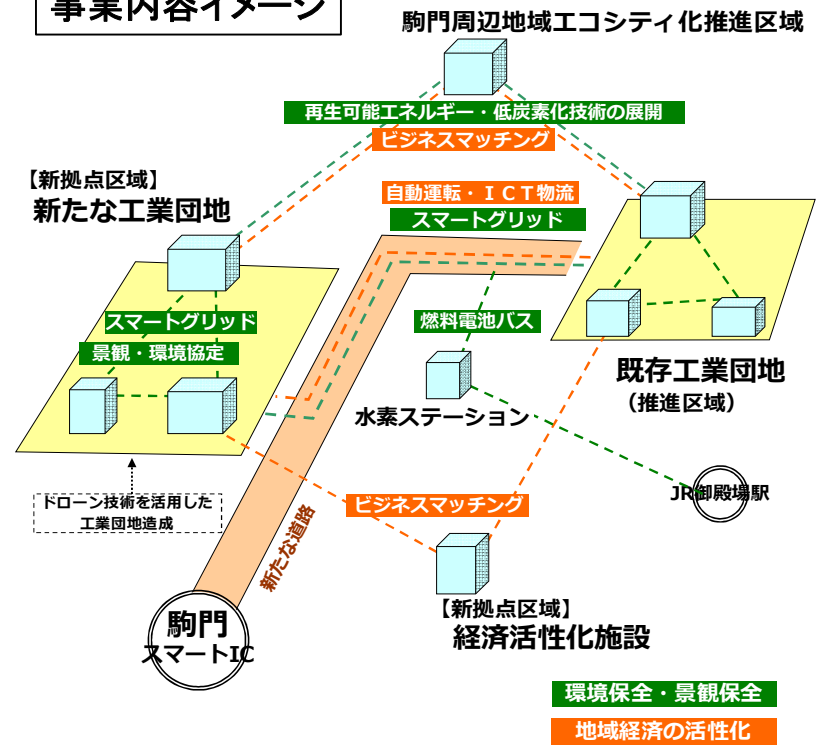 事業内容イメージ
駒門周辺地域エコシティ化推進区域
再生可能エネルギー・低炭素化技術の展開
ビジネスマッチング
【新拠点区域】
新たな工業団地
自動運転・ＩＣＴ物流
スマートグリッド
スマートグリッド
景観・環境協定
燃料電池バス
既存工業団地
（推進区域）
水素ステーション
JR御殿場駅
ドローン技術を活用した
工業団地造成
ビジネスマッチング
新たな道路
【新拠点区域】
経済活性化施設
駒門
スマートIC
環境保全・景観保全
地域経済の活性化